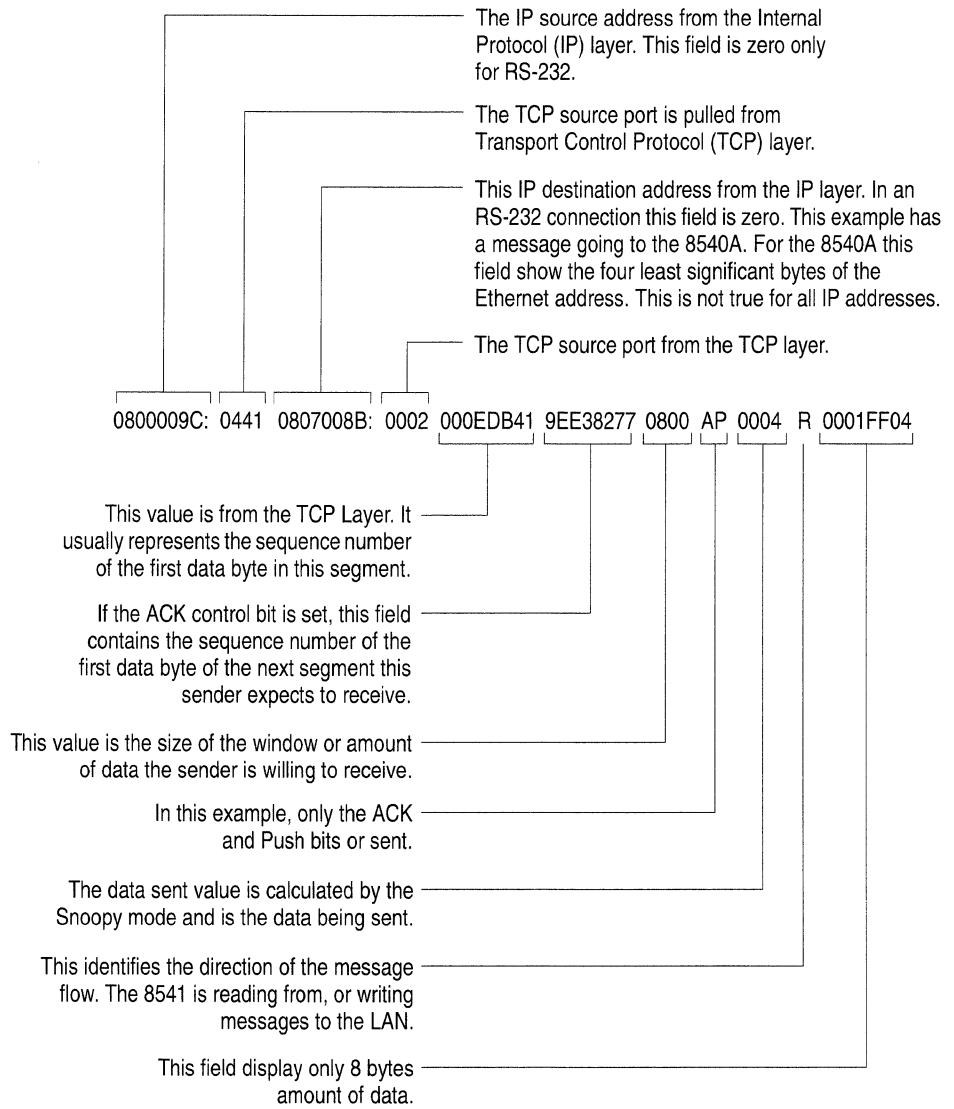 The IP source address from the Internal
Protocol (IP) layer. This field is zero only
for RS-232.
The TCP source port is pulled from
Transport Control Protocol (TCP) layer.
This IP destination address from the IP layer. In an
RS-232 connection this field is zero. This example has
a message going to the 8540A. For the 8540A this
field show the four least significant bytes of the
Ethernet address. This is not true for all IP addresses.
The TCP source port from the TCP layer.
0800009C: 0441 0807008B: 0002 000EDB41 9EE38277 0800 AP 0004 R 0001FF04
This value is from the TCP Layer. It
usually represents the sequence number
of the first data byte in this segment.
If the ACK control bit is set, this field
contains the sequence number of the
first data byte of the next segment this
sender expects to receive.
This value is the size of the window or amount
of data the sender is willing to receive.
In this example, only the ACK
and Push bits or sent.
The data sent value is calculated by the
Snoopy mode and is the data being sent.
This identifies the direction of the message
flow. The 8541 is reading from, or writing
messages to the LAN.
This field display only 8 bytes
amount of data.